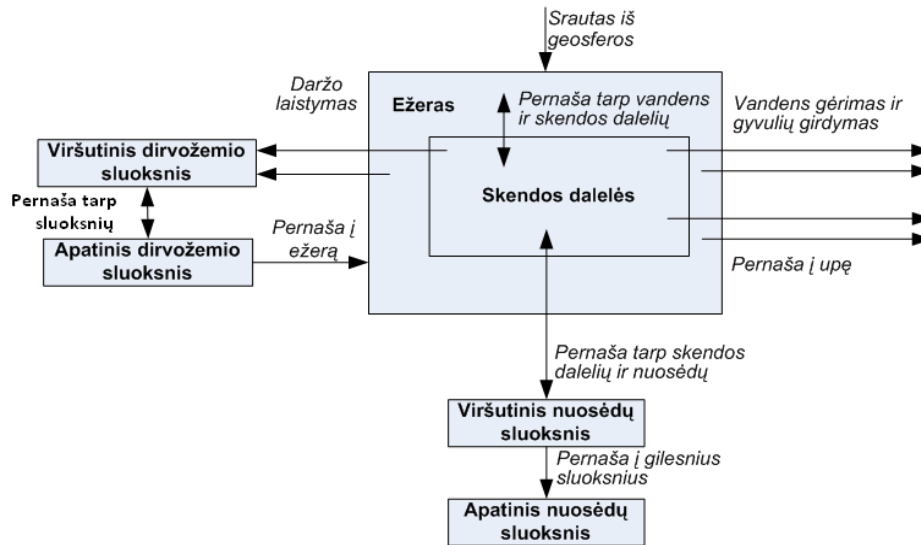 Srautas iš
geosferos
Daržo
laistymas
Ežeras
Pernaša tarp vandens
ir skendos dalelių
Vandens gėrimas ir
gyvulių girdymas
Viršutinis dirvožemio
sluoksnis
Skendos dalelės
Pernaša tarp
sluoksnių
Apatinis dirvožemio
sluoksnis
Pernaša į
ežerą
Pernaša į upę
Pernaša tarp skendos
dalelių ir nuosėdų
Viršutinis nuosėdų
sluoksnis
Pernaša į gilesnius
sluoksnius
Apatinis nuosėdų
sluoksnis